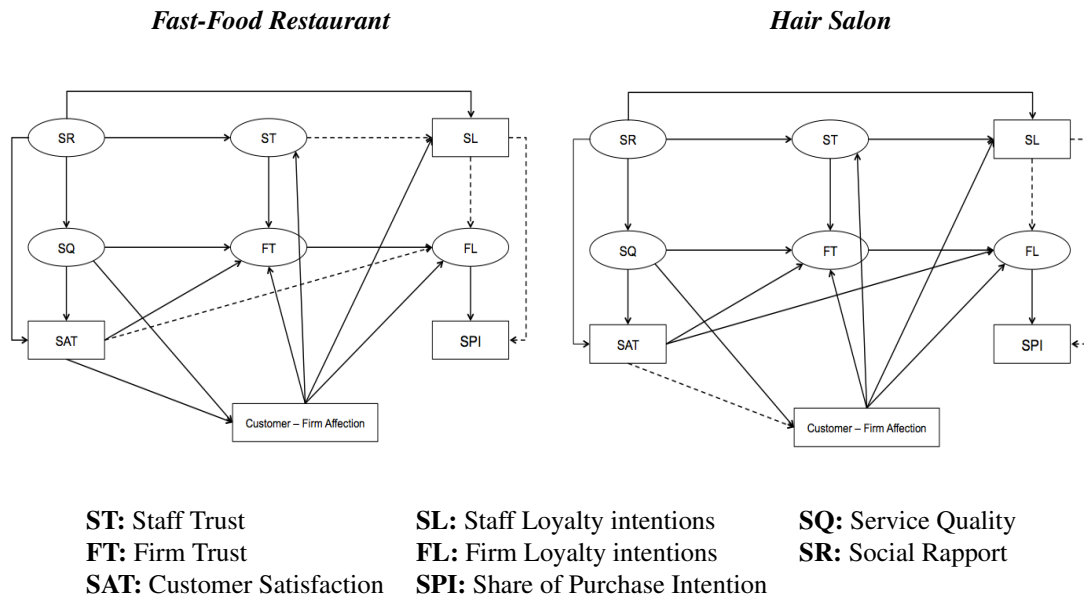 Fast-Food Restaurant
SR
ST
SL
SQ
FT
FL
SAT
SPI
Customer – Firm Affection
Hair Salon
SR
ST
SL
SQ
FT
FL
SAT
SPI
Customer – Firm Affection
ST: Staff Trust
SL: Staff Loyalty intentions
SQ: Service Quality
FT: Firm Trust
FL: Firm Loyalty intentions
SR: Social Rapport
SAT: Customer Satisfaction
SPI: Share of Purchase Intention